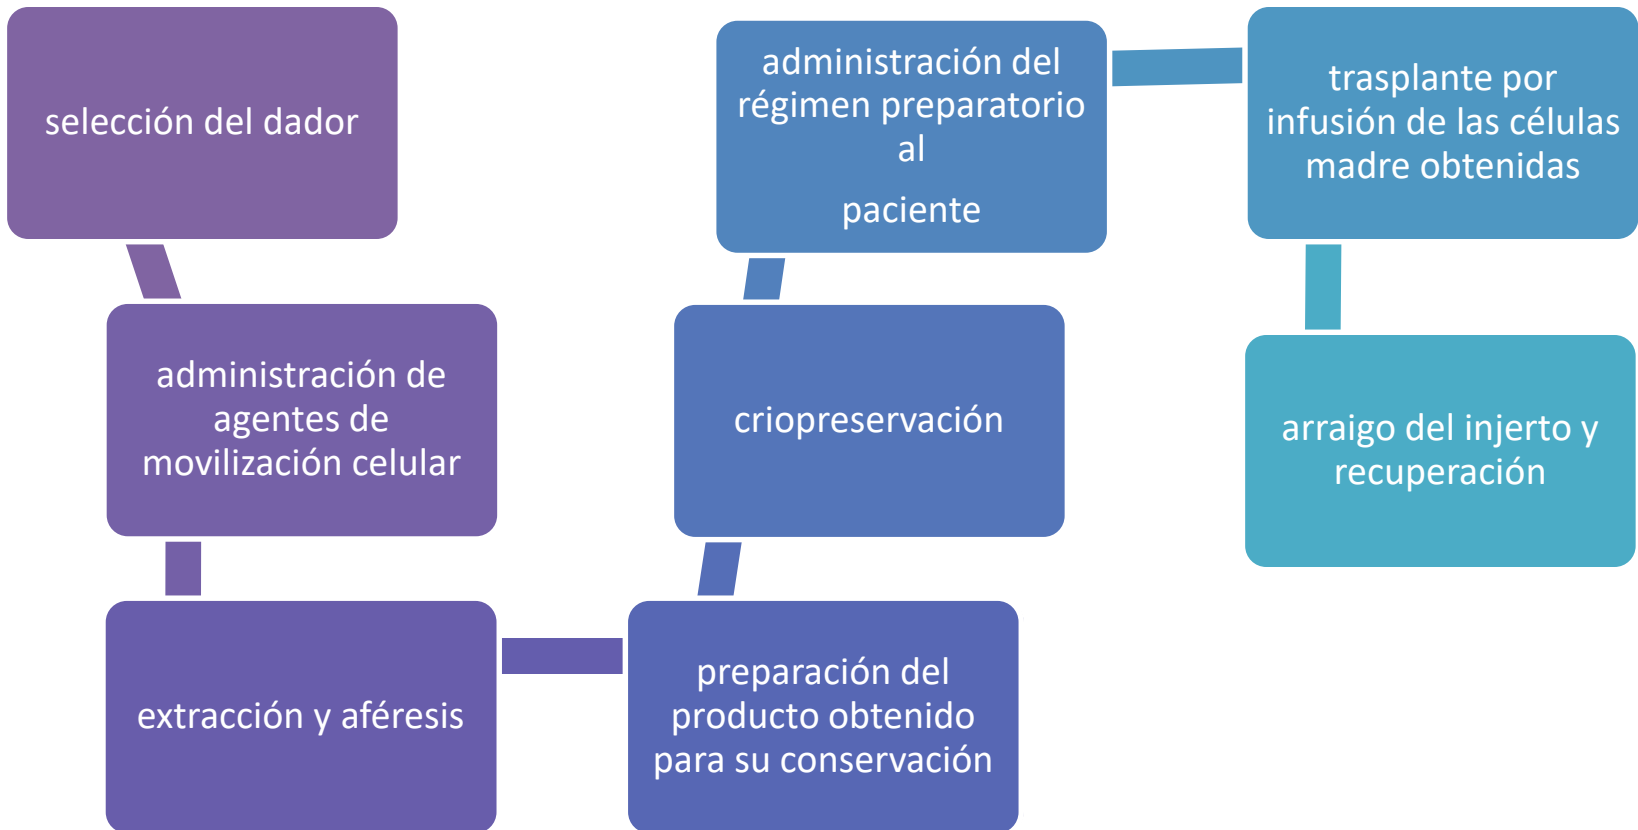 selección del dador
administración de
agentes de
movilización celular
extracción y aféresis
preparación del
producto obtenido
para su conservación
criopreservación
administración del
régimen preparatorio
al
paciente
trasplante por
infusión de las células
madre obtenidas
arraigo del injerto y
recuperación